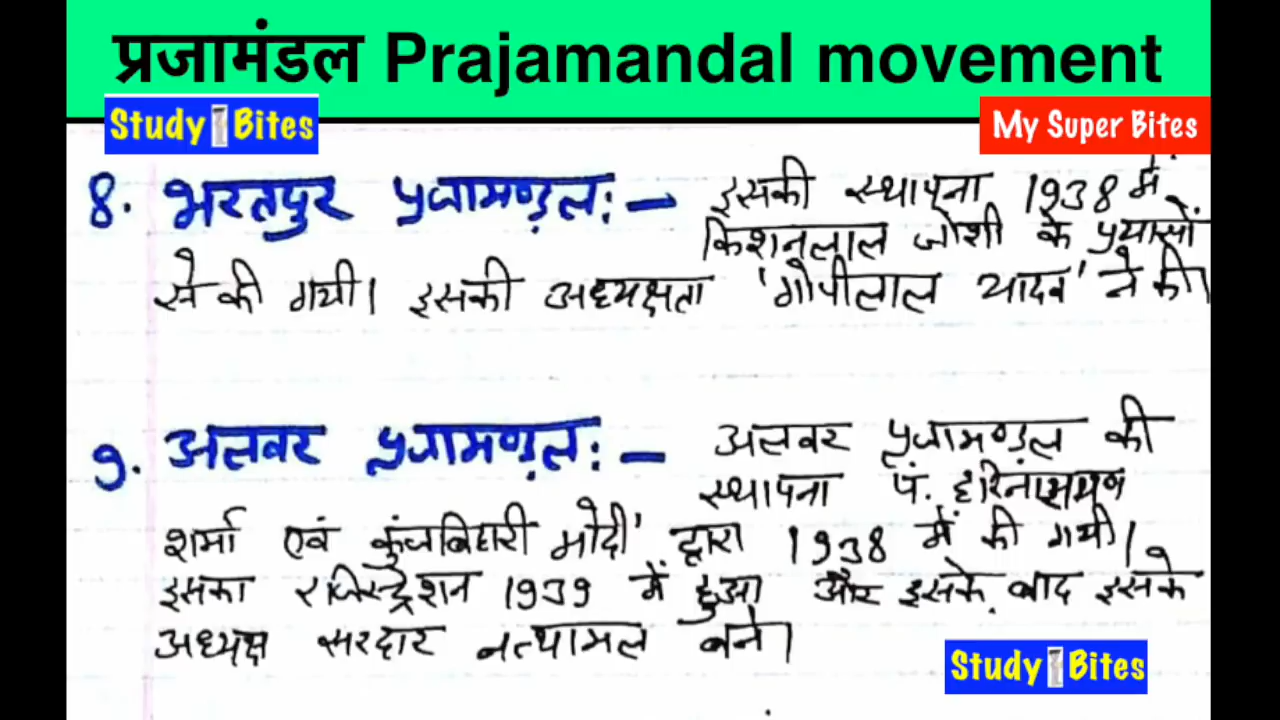 प्रजामंडल Prajamandal movement
Study Bites
My Super Bites
8. भरतपुर प्रजामण्डल:- इसकी स्थापना 1938 में
किशनलाल जोशी के प्रयासों
से की गयी। इसकी अध्यक्षता 'गोपीलाल यादव' ने की।
9. अलवर प्रजामण्डल:- अलवर प्रजामण्डल की
स्थापना पं. हरिनारायण
शर्मा एवं कुंजबिहारी मोदी' द्वारा 1938 में की गयी।
इसका रजिस्ट्रेशन 1939 में हुआ और इसके बाद इसके
अध्यक्ष सरदार नत्थामल बने।
Study Bites